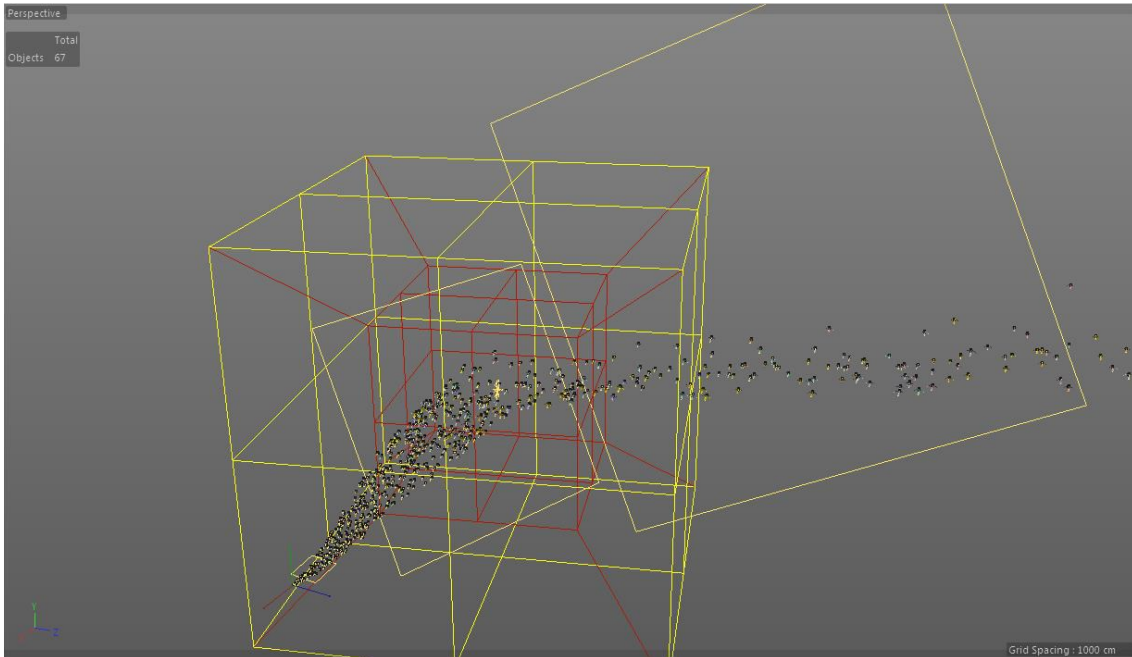 Perspective
Total
Objects 67
Y
Z
Grid Spacing : 1000 cm